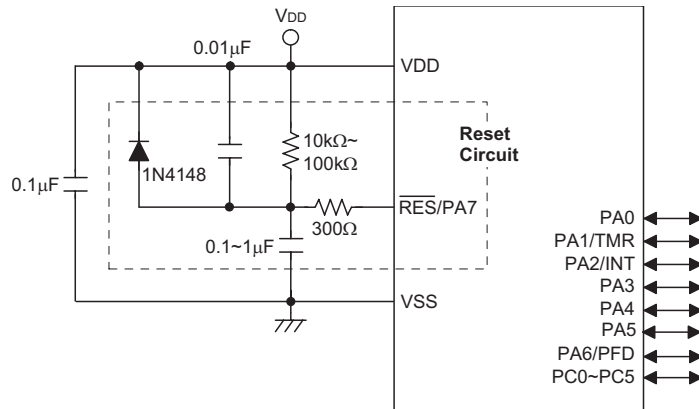 VDD
0.01μF
VDD
10kΩ~
100kΩ
Reset
Circuit
1N4148
0.1μF
RES/PA7
300Ω
0.1~1μF
VSS
PA0
PA1/TMR
PA2/INT
PA3
PA4
PA5
PA6/PFD
PC0~PC5